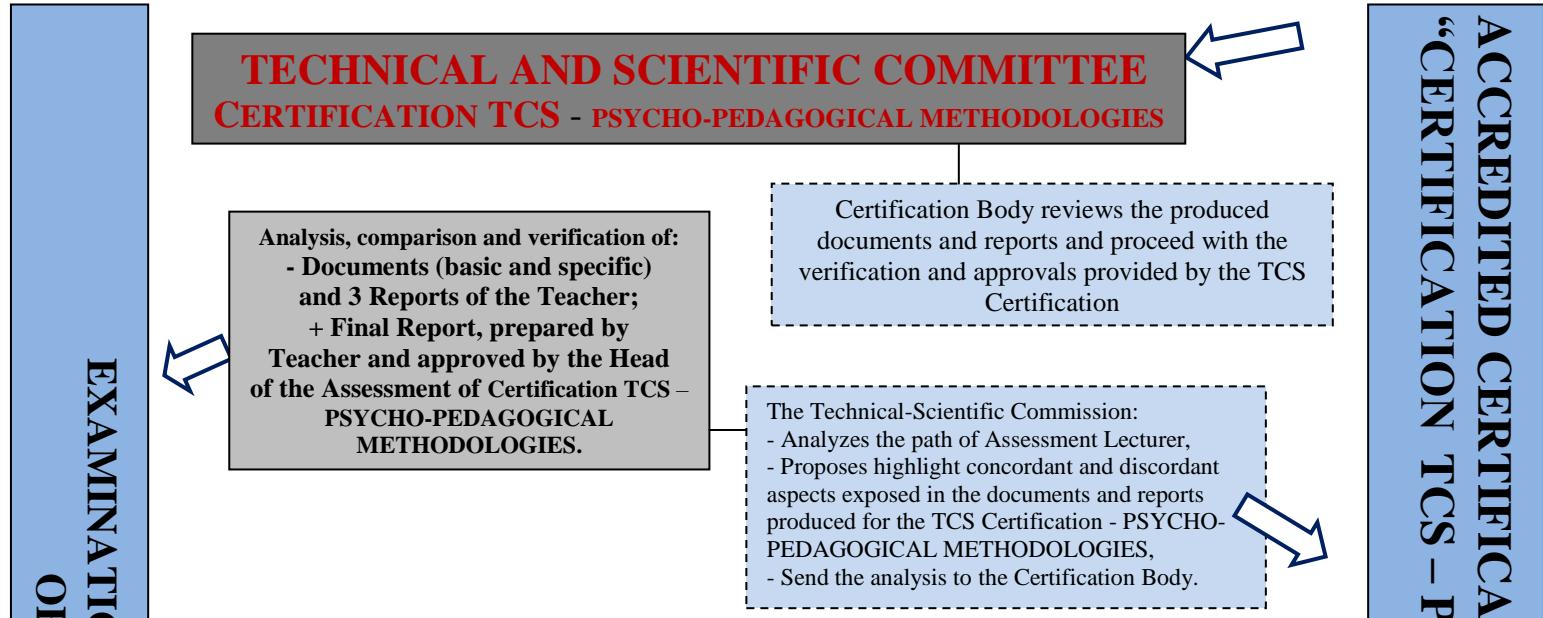 TECHNICAL AND SCIENTIFIC COMMITTEE
CERTIFICATION TCS - PSYCHO-PEDAGOGICAL METHODOLOGIES
Certification Body reviews the produced
documents and reports and proceed with the
verification and approvals provided by the TCS
Certification
Analysis, comparison and verification of:
- Documents (basic and specific)
and 3 Reports of the Teacher;
+ Final Report, prepared by
Teacher and approved by the Head
of the Assessment of Certification TCS –
PSYCHO-PEDAGOGICAL
METHODOLOGIES.
The Technical-Scientific Commission:
- Analyzes the path of Assessment Lecturer,
- Proposes highlight concordant and discordant
aspects exposed in the documents and reports
produced for the TCS Certification - PSYCHO-
PEDAGOGICAL METHODOLOGIES,
- Send the analysis to the Certification Body.
ACCREDITED
“CERTIFICATION TCS –